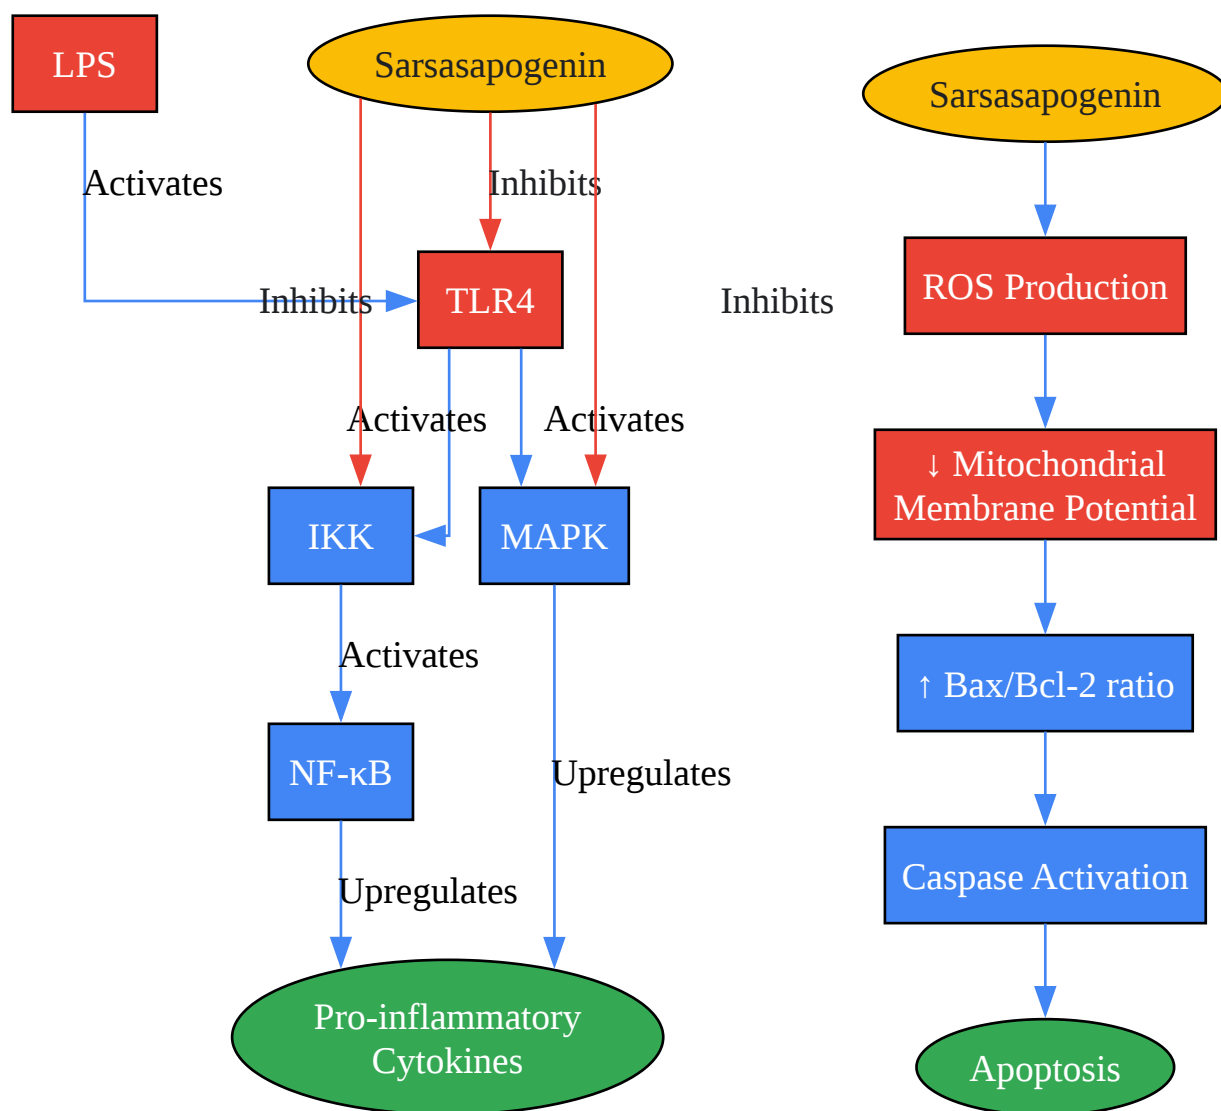 LPS
Sarsasapogenin
Activates
Inhibits
Inhibits
TLR4
Inhibits
Activates
Activates
IKK
MAPK
Activates
NF-κB
Upregulates
Upregulates
Pro-inflammatory
Cytokines
Sarsasapogenin
ROS Production
↓ Mitochondrial
Membrane Potential
↑ Bax/Bcl-2 ratio
Caspase Activation
Apoptosis